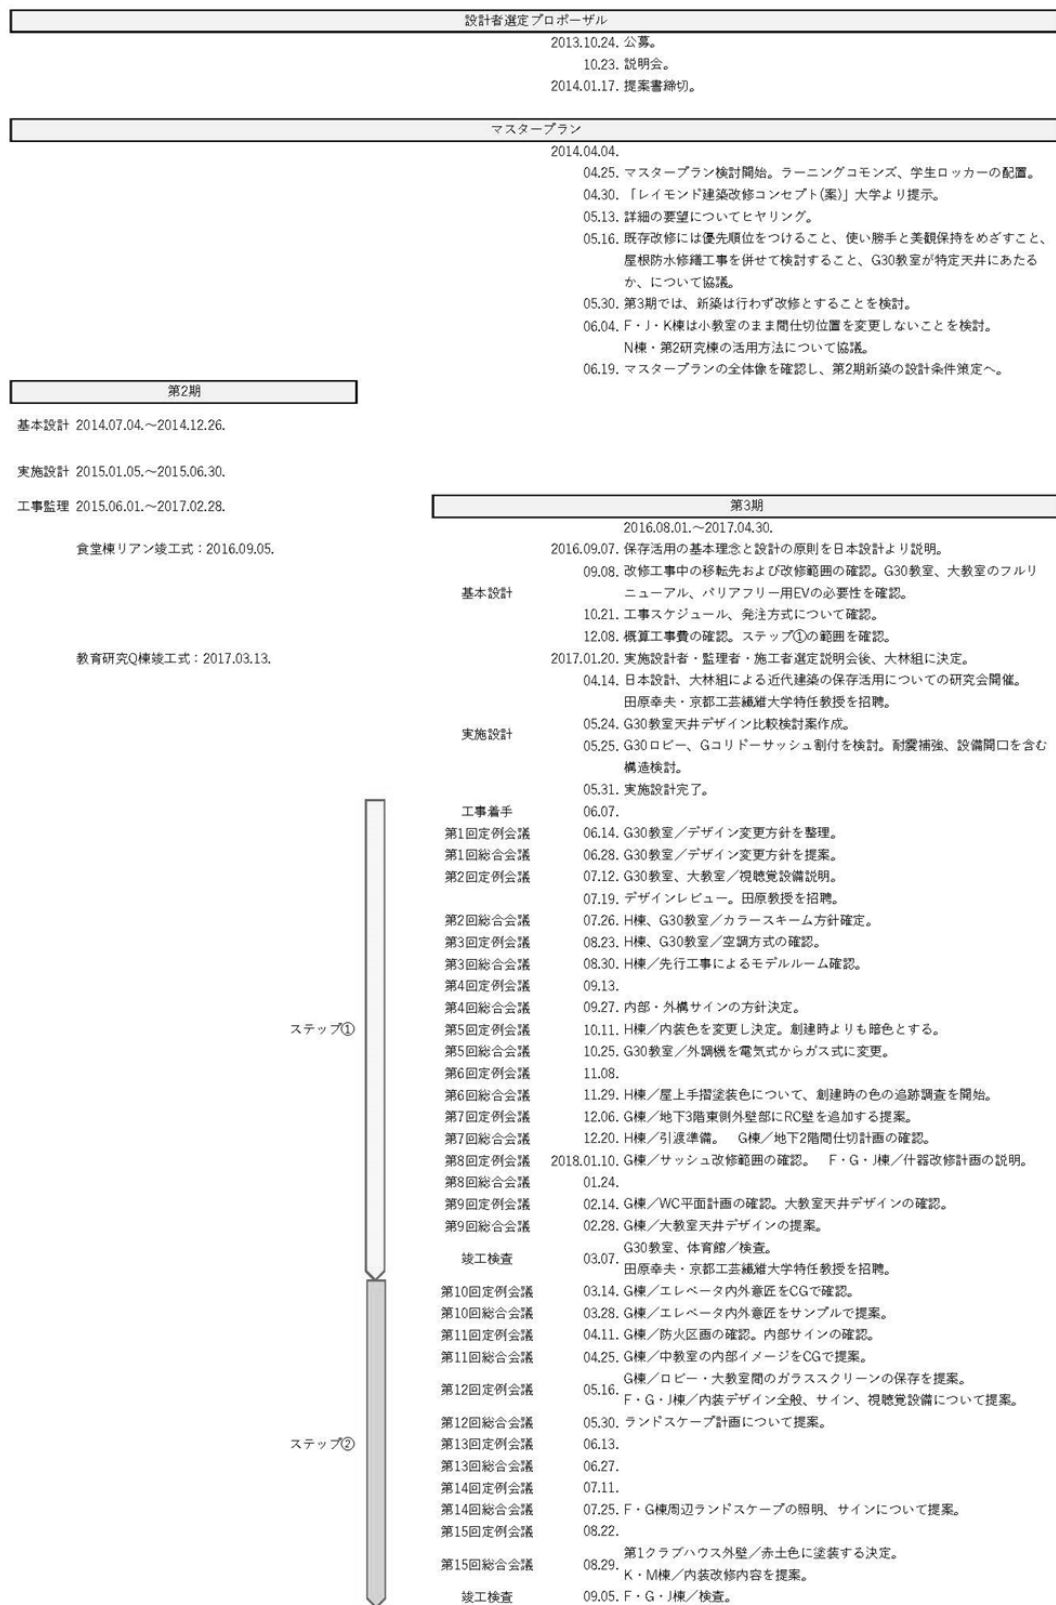 設計者選定プロポーザル
2013.10.24. 公募。
10.23. 説明会。
2014.01.17. 提案書締切。
マスタープラン
2014.04.04.
04.25. マスタープラン検討開始。ラーニングコモンズ、学生ロッカーの配置。
04.30. 「レイモンド建築改修コンセプト(案)」大学より提示。
05.13. 詳細の要望についてヒヤリング。
05.16. 既存改修には優先順位をつけること、使い勝手と美観保持をめざすこと、
屋根防水修繕工事を併せて検討すること、G30教室が特定天井にあたる
か、について協議。
05.30. 第3期では、新築は行わず改修とすることを検討。
06.04. F・J・K棟は小教室のまま間仕切位置を変更しないことを検討。
N棟・第2研究棟の活用方法について協議。
06.19. マスタープランの全体像を確認し、第2期新築の設計条件策定へ。
第2期
基本設計 2014.07.04.〜2014.12.26.
実施設計 2015.01.05.〜2015.06.30.
工事監理 2015.06.01.〜2017.02.28.
第3期
2016.08.01.〜2017.04.30.
食堂棟リアン竣工式：2016.09.05.
2016.09.07. 保存活用の基本理念と設計の原則を日本設計より説明。
基本設計
09.08. 改修工事中の移転先および改修範囲の確認。G30教室、大教室のフルリ
ニューアル、バリアフリー用EVの必要性を確認。
10.21. 工事スケジュール、発注方式について確認。
12.08. 概算工事費の確認。ステップ①の範囲を確認。
教育研究Q棟竣工式：2017.03.13.
2017.01.20. 実施設計者・監理者・施工者選定説明会後、大林組に決定。
04.14. 日本設計、大林組による近代建築の保存活用についての研究会開催。
田原幸夫・京都工芸繊維大学特任教授を招聘。
実施設計
05.24. G30教室天井デザイン比較検討案作成。
05.25. G30ロビー、Gコリドーサッシュ割付を検討。耐震補強、設備開口を含む
構造検討。
05.31. 実施設計完了。
工事着手 06.07.
第1回定例会議 06.14. G30教室／デザイン変更方針を整理。
第1回総合会議 06.28. G30教室／デザイン変更方針を提案。
第2回定例会議 07.12. G30教室、大教室／視聴覚設備説明。
07.19. デザインレビュー。田原教授を招聘。
第2回総合会議 07.26. H棟、G30教室／カラースキーム方針確定。
第3回定例会議 08.23. H棟、G30教室／空調方式の確認。
第3回総合会議 08.30. H棟／先行工事によるモデルルーム確認。
第4回定例会議 09.13.
第4回総合会議 09.27. 内部・外構サインの方針決定。
ステップ①
第5回定例会議 10.11. H棟／内装色を変更し決定。創建時よりも暗色とする。
第5回総合会議 10.25. G30教室／外調機を電気式からガス式に変更。
第6回定例会議 11.08.
第6回総合会議 11.29. H棟／屋上手摺塗装色について、創建時の色の追跡調査を開始。
第7回定例会議 12.06. G棟／地下3階東側外壁部にRC壁を追加する提案。
第7回総合会議 12.20. H棟／引渡準備。 G棟／地下2階間仕切計画の確認。
第8回定例会議 2018.01.10. G棟／サッシュ改修範囲の確認。 F・G・J棟／什器改修計画の説明。
第8回総合会議 01.24.
第9回定例会議 02.14. G棟／WC平面計画の確認。大教室天井デザインの確認。
第9回総合会議 02.28. G棟／大教室天井デザインの提案。
竣工検査 03.07. G30教室、体育館／検査。
田原幸夫・京都工芸繊維大学特任教授を招聘。
第10回定例会議 03.14. G棟／エレベータ内外意匠をCGで確認。
第10回総合会議 03.28. G棟／エレベータ内外意匠をサンプルで提案。
第11回定例会議 04.11. G棟／防火区画の確認。内部サインの確認。
第11回総合会議 04.25. G棟／中教室の内部イメージをCGで提案。
第12回定例会議 05.16. G棟／ロビー・大教室間のガラススクリーンの保存を提案。
F・G・J棟／内装デザイン全般、サイン、視聴覚設備について提案。
第12回総合会議 05.30. ランドスケープ計画について提案。
ステップ②
第13回定例会議 06.13.
第13回総合会議 06.27.
第14回定例会議 07.11.
第14回総合会議 07.25. F・G棟周辺ランドスケープの照明、サインについて提案。
第15回定例会議 08.22.
第15回総合会議 08.29. 第1クラブハウス外壁／赤土色に塗装する決定。
K・M棟／内装改修内容を提案。
竣工検査 09.05. F・G・J棟／検査。